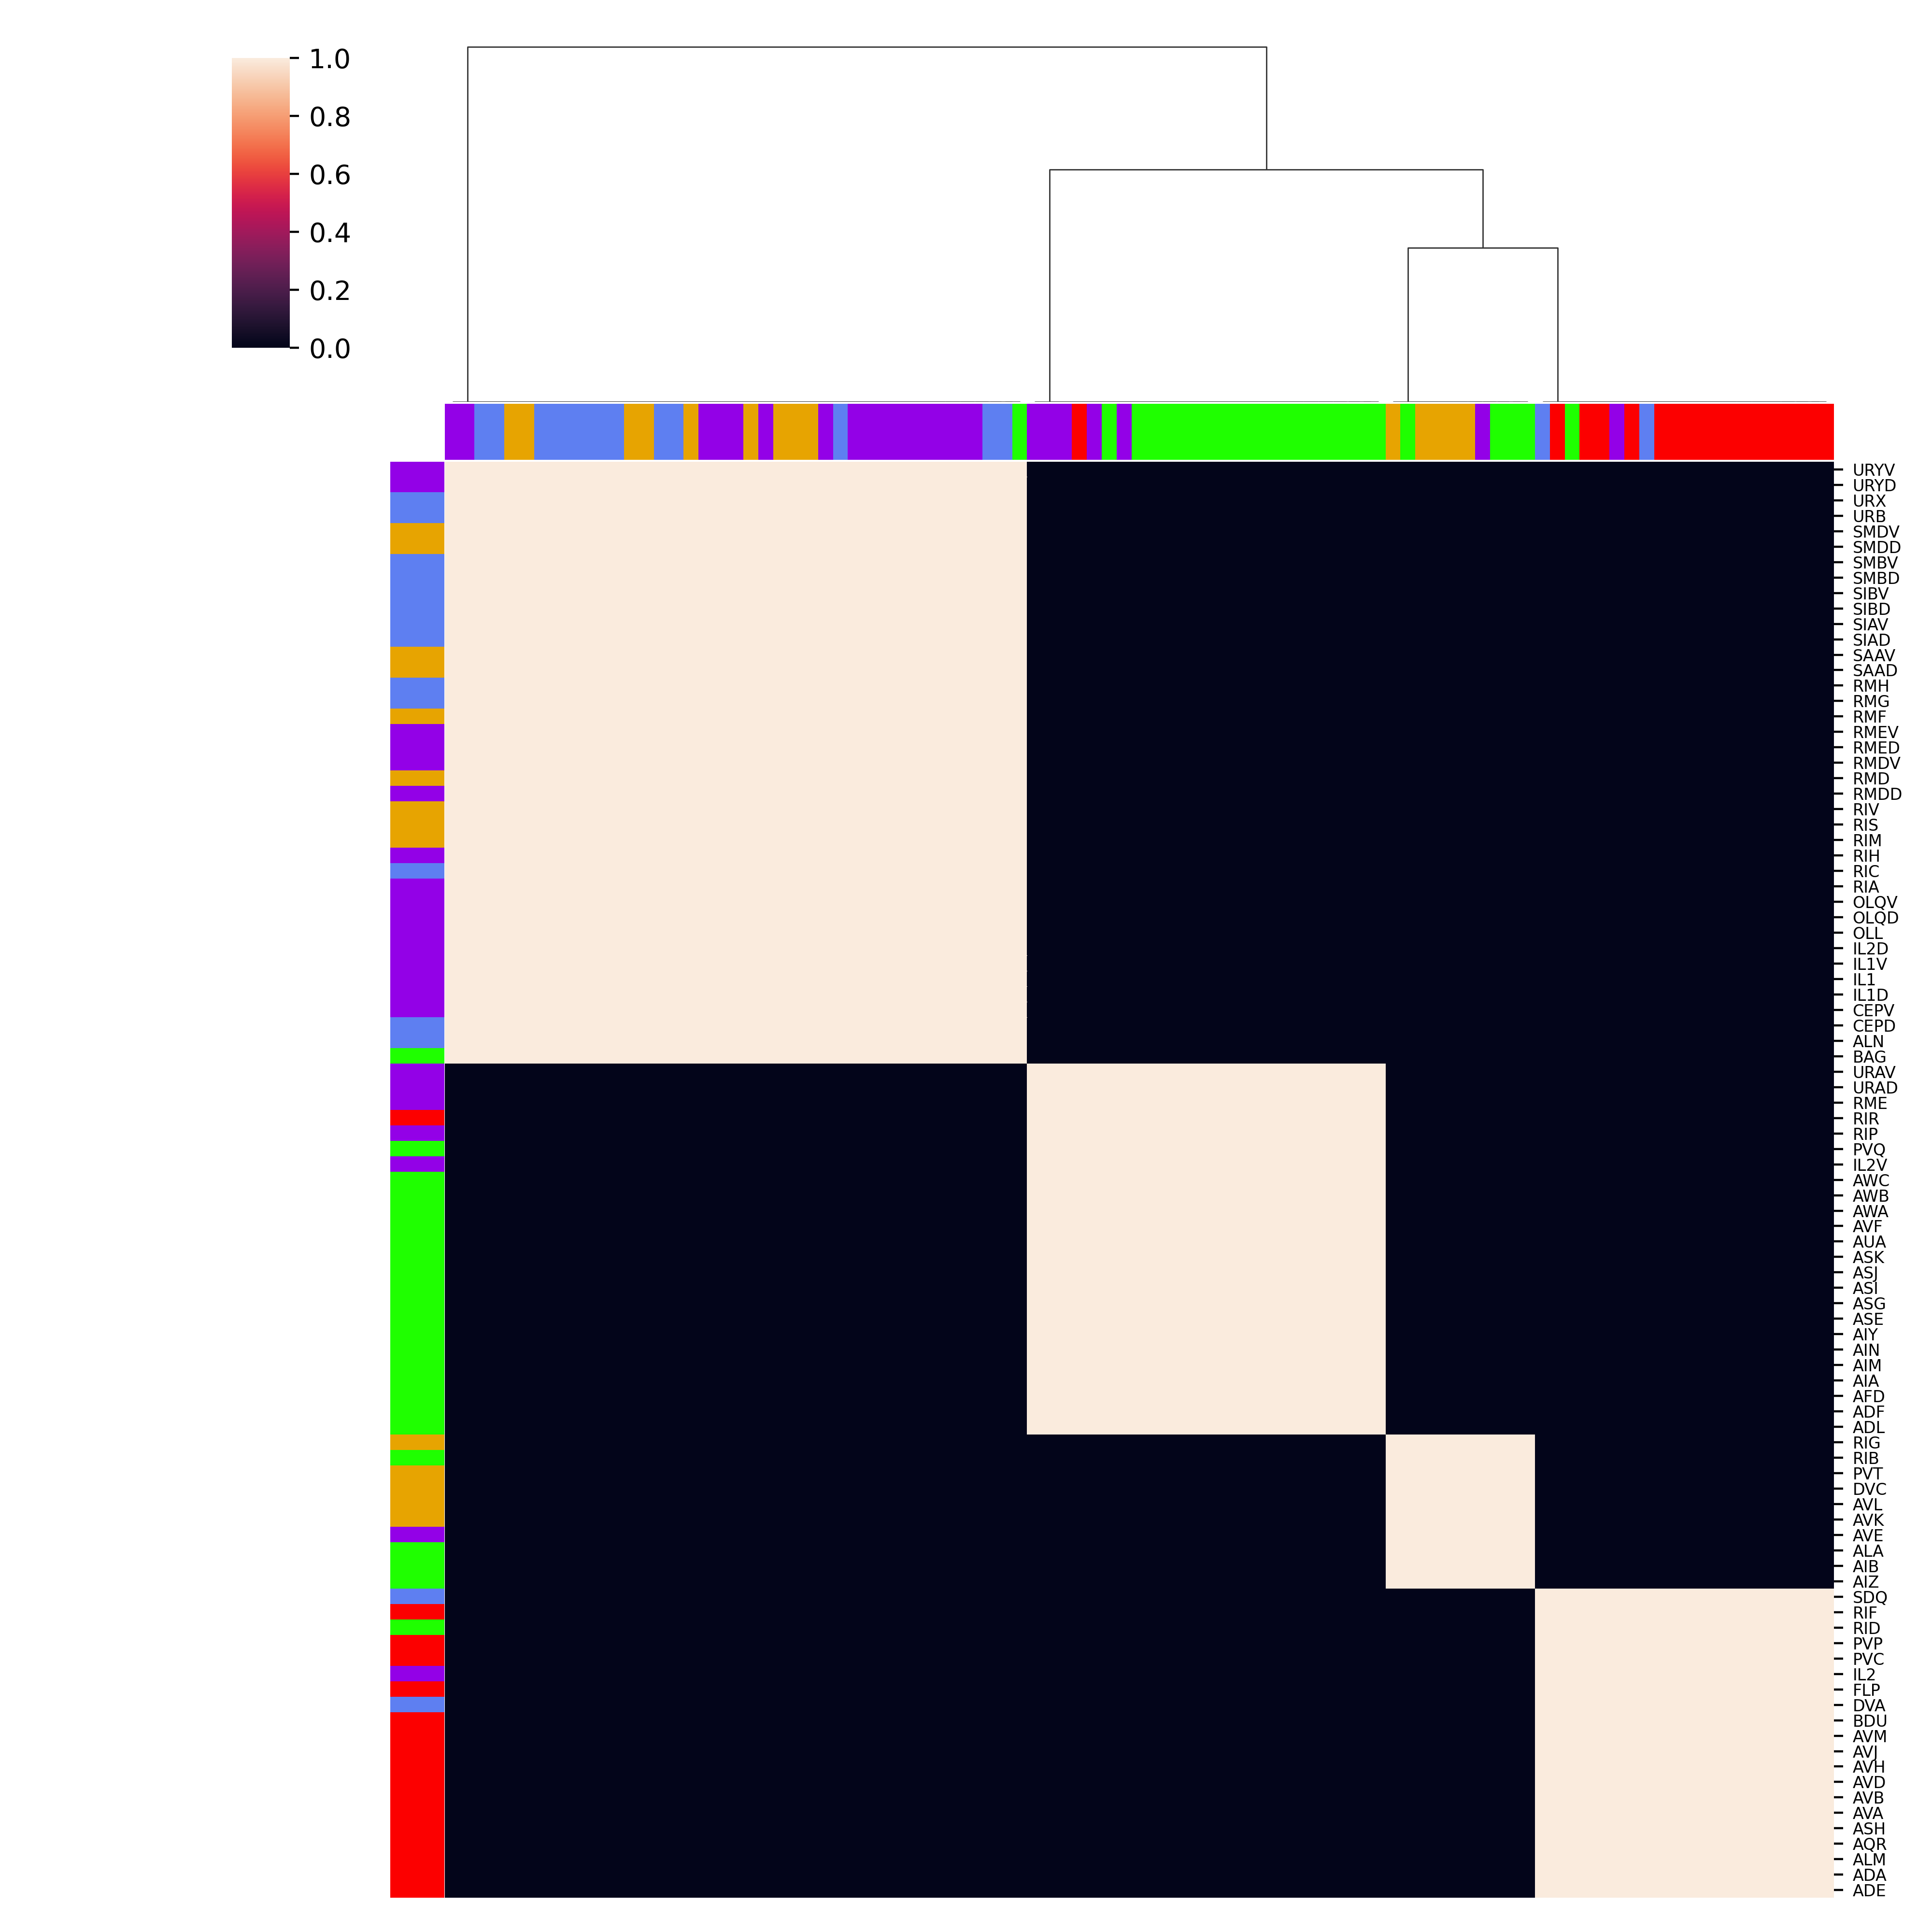 1.0
0.8
0.6
0.4
0.2
0.0
URYV
URYD
URX
URB
SMDV
SMDD
SMBV
SMBD
SIBV
SIBD
SIAV
SIAD
SAAV
SAAD
RMH
RMG
RMF
RMEV
RMED
RMDV
RMD
RMDD
RIV
RIS
RIM
RIH
RIC
RIA
OLQV
OLQD
OLL
IL2D
IL1V
IL1
IL1D
CEPV
CEPD
ALN
BAG
URAV
URAD
RME
RIR
RIP
PVQ
IL2V
AWC
AWB
AWA
AVF
AUA
ASK
ASJ
ASI
ASG
ASE
AIY
AIN
AIM
AIA
AFD
ADF
ADL
RIG
RIB
PVT
DVC
AVL
AVK
AVE
ALA
AIB
AIZ
SDQ
RIF
RID
PVP
PVC
IL2
FLP
DVA
BDU
AVM
AVJ
AVH
AVD
AVB
AVA
ASH
AQR
ALM
ADA
ADE